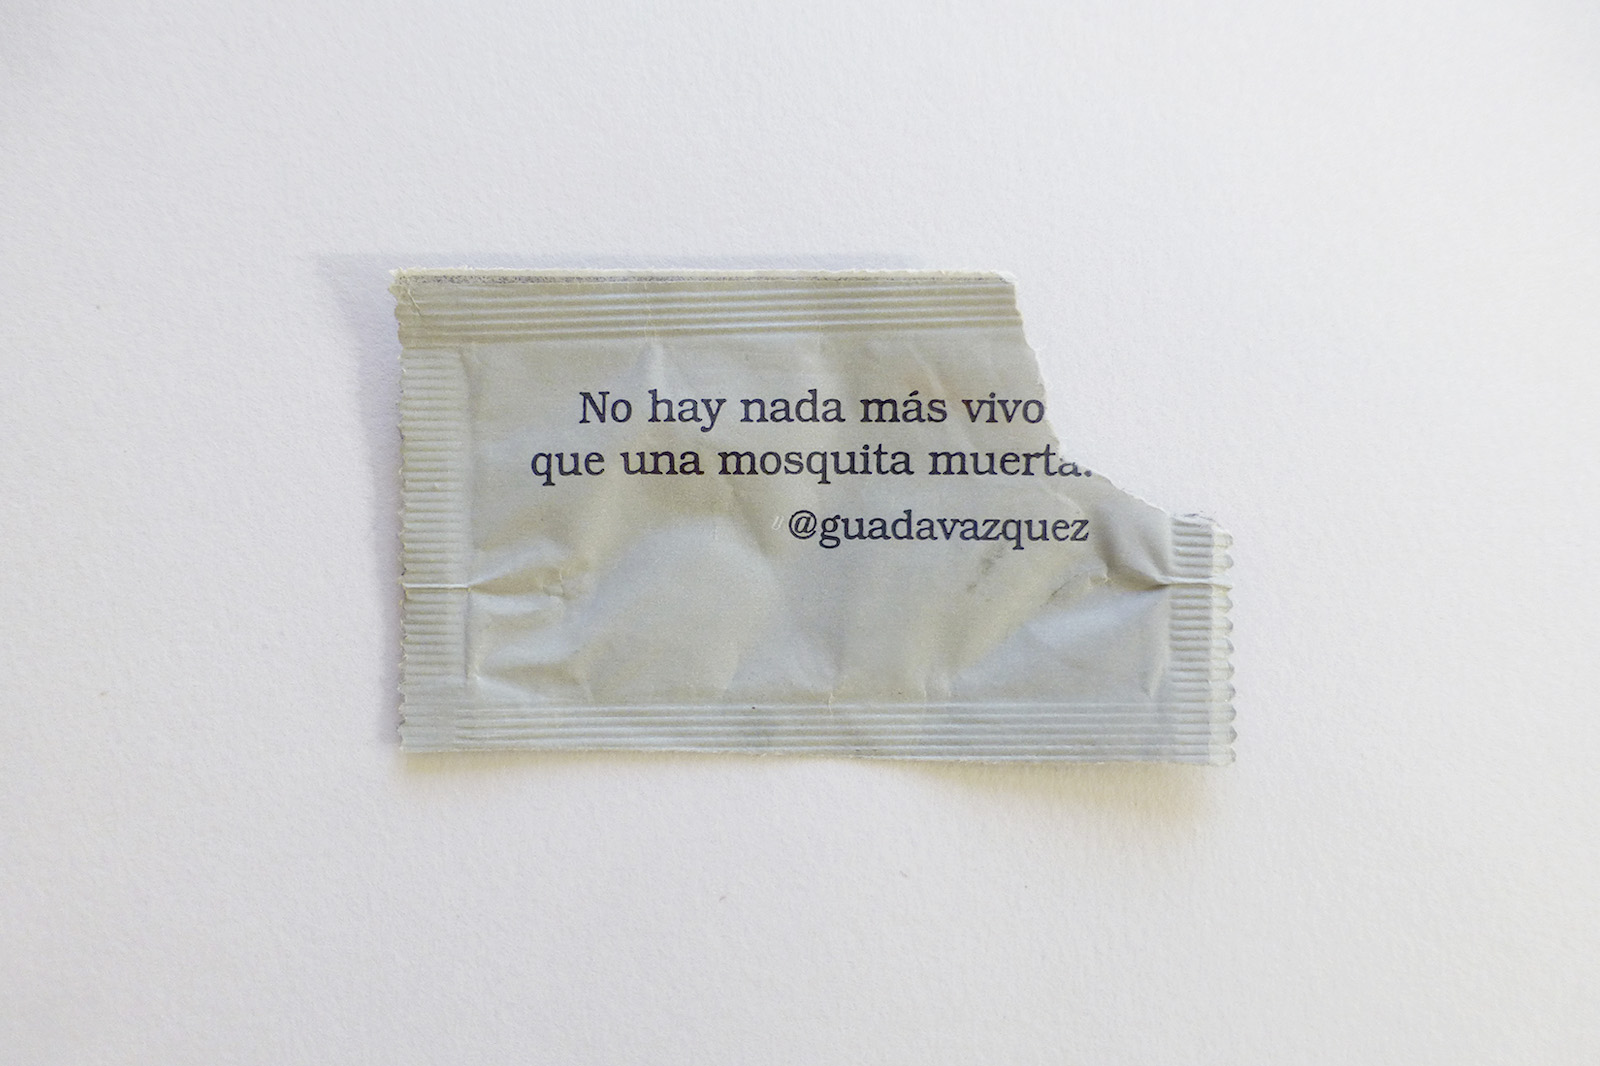 No hay nada más vivo
que una mosquita muerta.
@guadavazquez